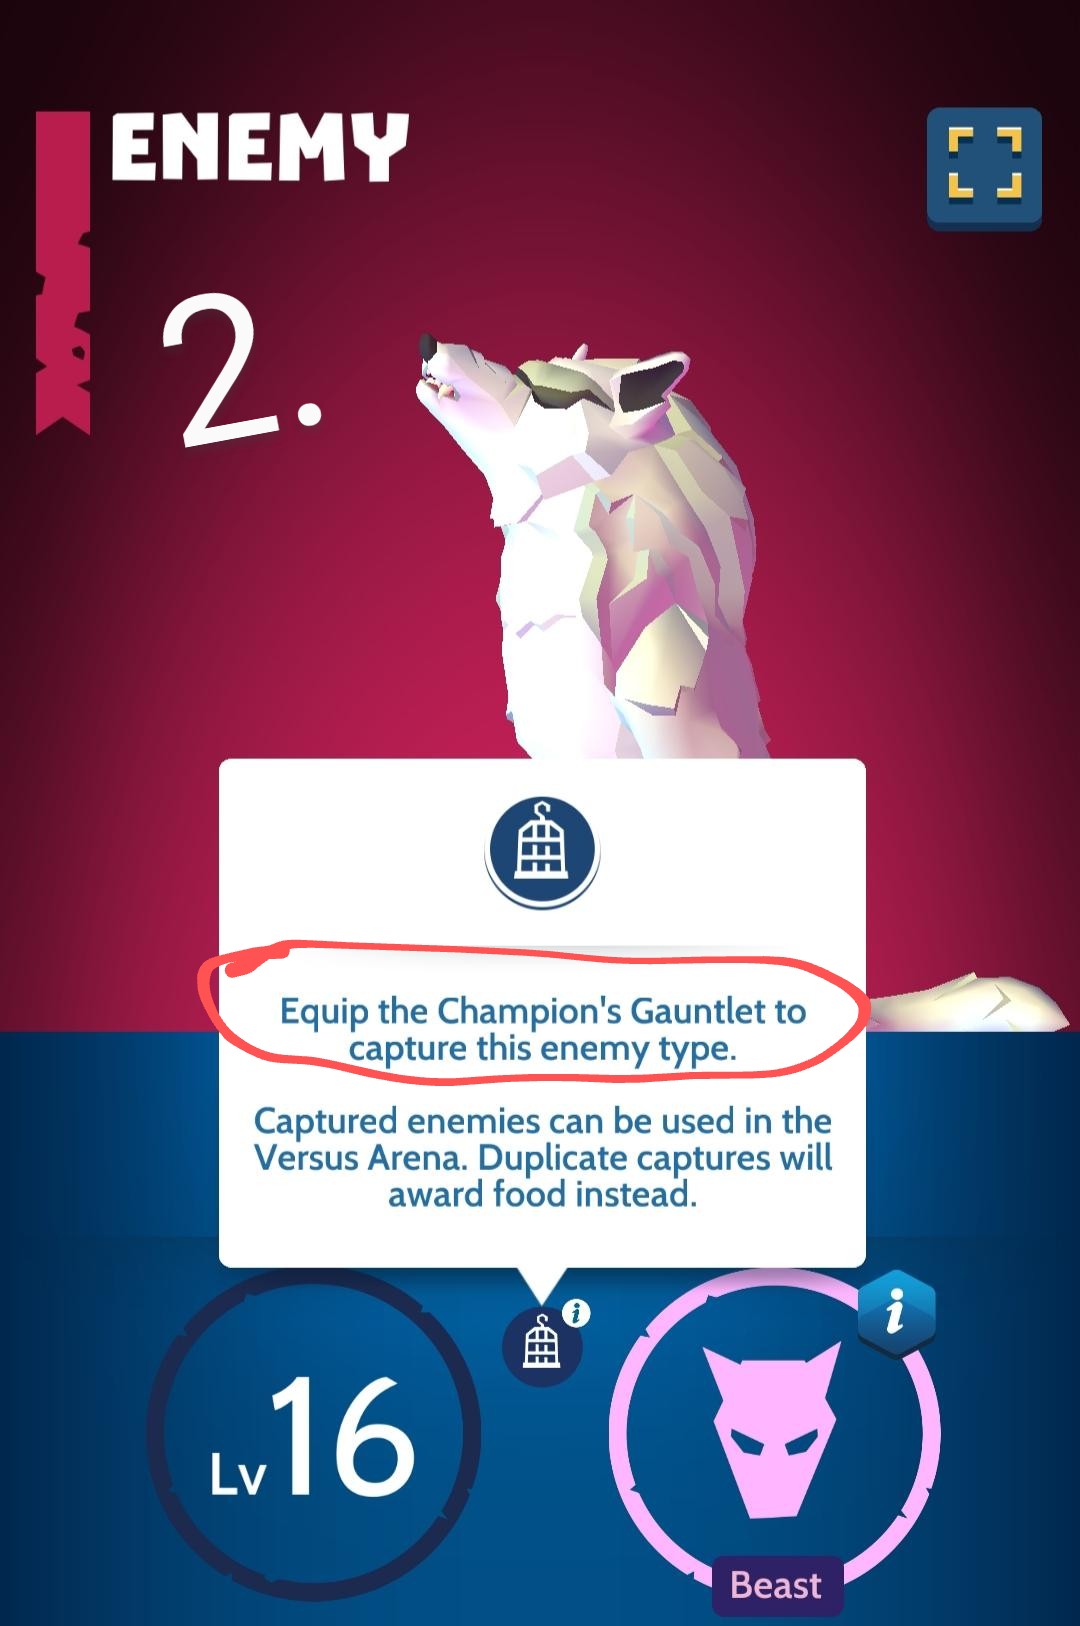 ENEMY
2.
Equip the Champion's Gauntlet to
capture this enemy type.
Captured enemies can be used in the
Versus Arena. Duplicate captures will
award food instead.
i
i
Lv16
Beast